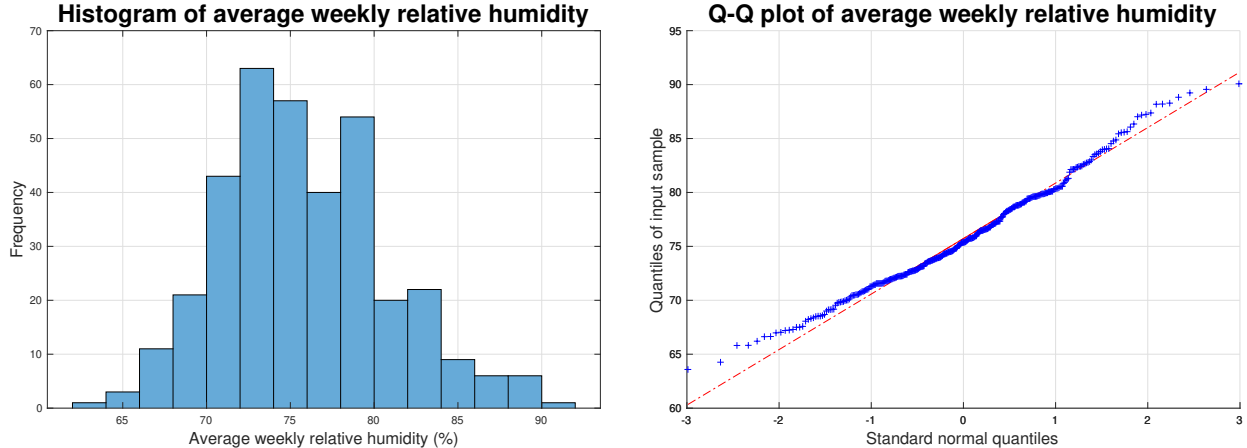 Histogram of average weekly relative humidity
70
60
50
40
30
20
10
0
Frequency
65 70 75 80 85 90
Average weekly relative humidity (%)
Q-Q plot of average weekly relative humidity
95
90
85
80
75
70
65
60
Quantiles of input sample
-3 -2 -1 0 1 2 3
Standard normal quantiles